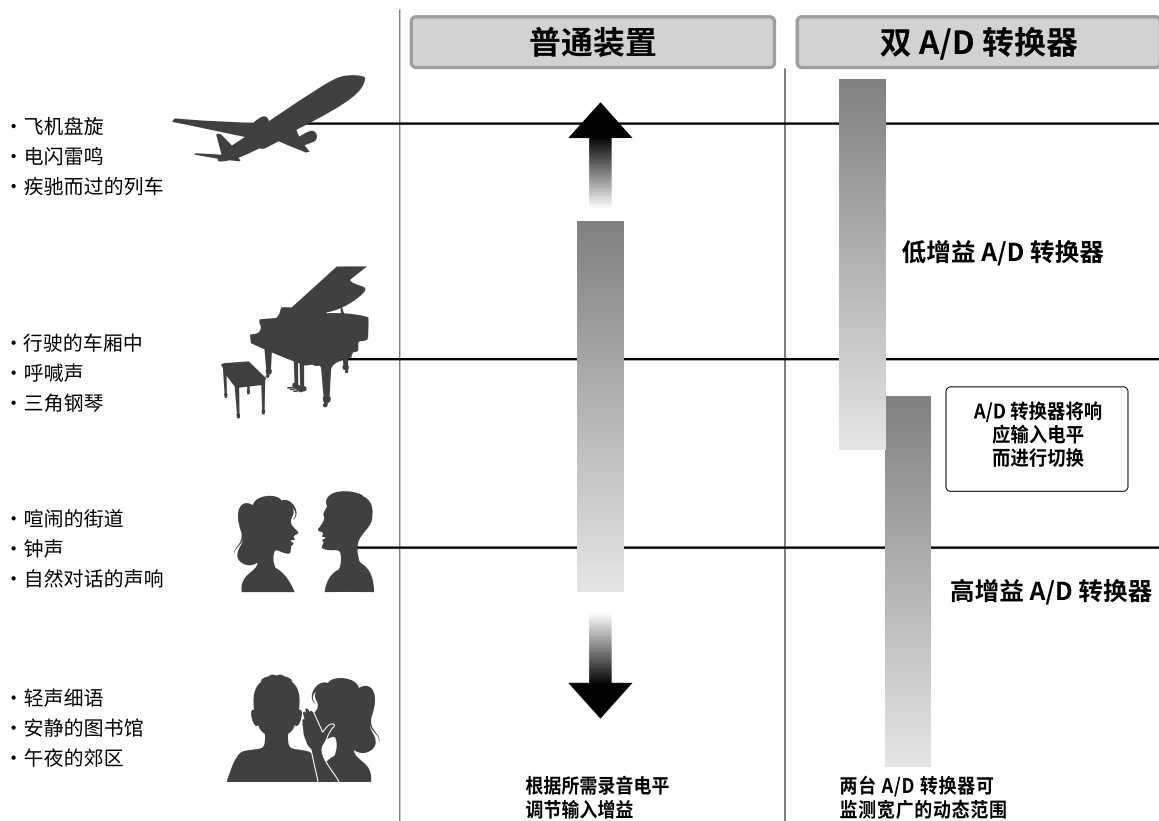 普通装置
双 A/D 转换器
・飞机盘旋
・电闪雷鸣
・疾驰而过的列车
低增益 A/D 转换器
・行驶的车厢中
・呼喊声
・三角钢琴
A/D 转换器将响
应输入电平
而进行切换
・喧闹的街道
・钟声
・自然对话的声响
高增益 A/D 转换器
・轻声细语
・安静的图书馆
・午夜的郊区
根据所需录音电平
调节输入增益
两台 A/D 转换器可
监测宽广的动态范围